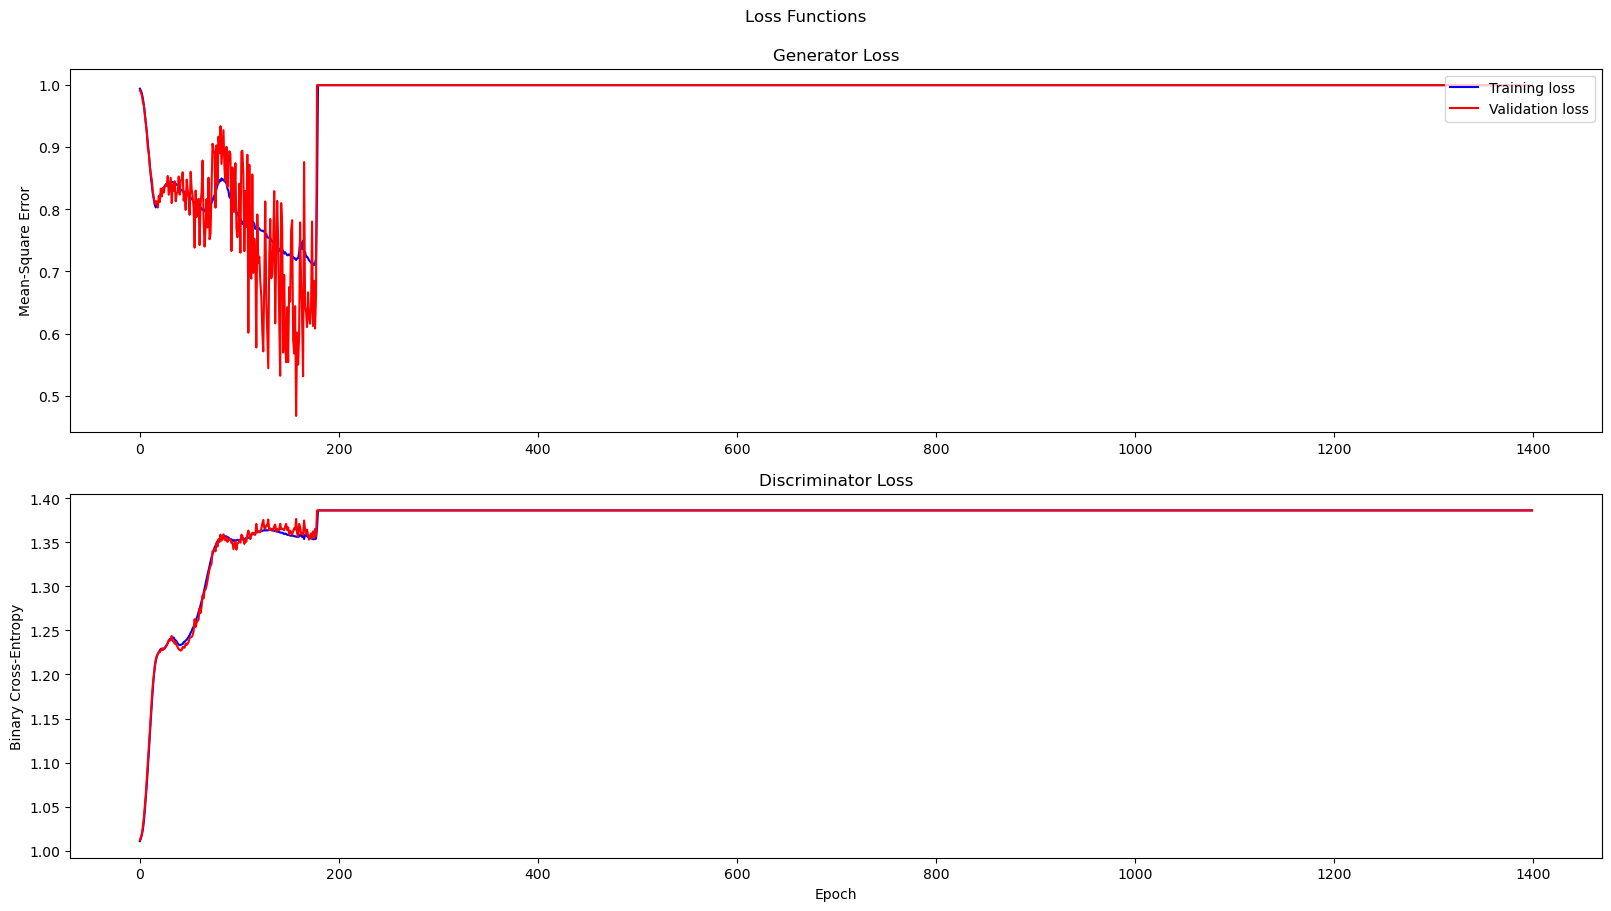 Loss Functions
Generator Loss
Mean-Square Error
1.0
0.9
0.8
0.7
0.6
0.5
Training loss
Validation loss
0 200 400 600 800 1000 1200 1400
Discriminator Loss
Binary Cross-Entropy
1.40
1.35
1.30
1.25
1.20
1.15
1.10
1.05
1.00
0 200 400 600 800 1000 1200 1400
Epoch